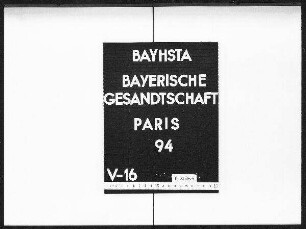 BAYHSTA
BAYERISCHE
GESANDTSCHAFT
PARIS
94
V-16